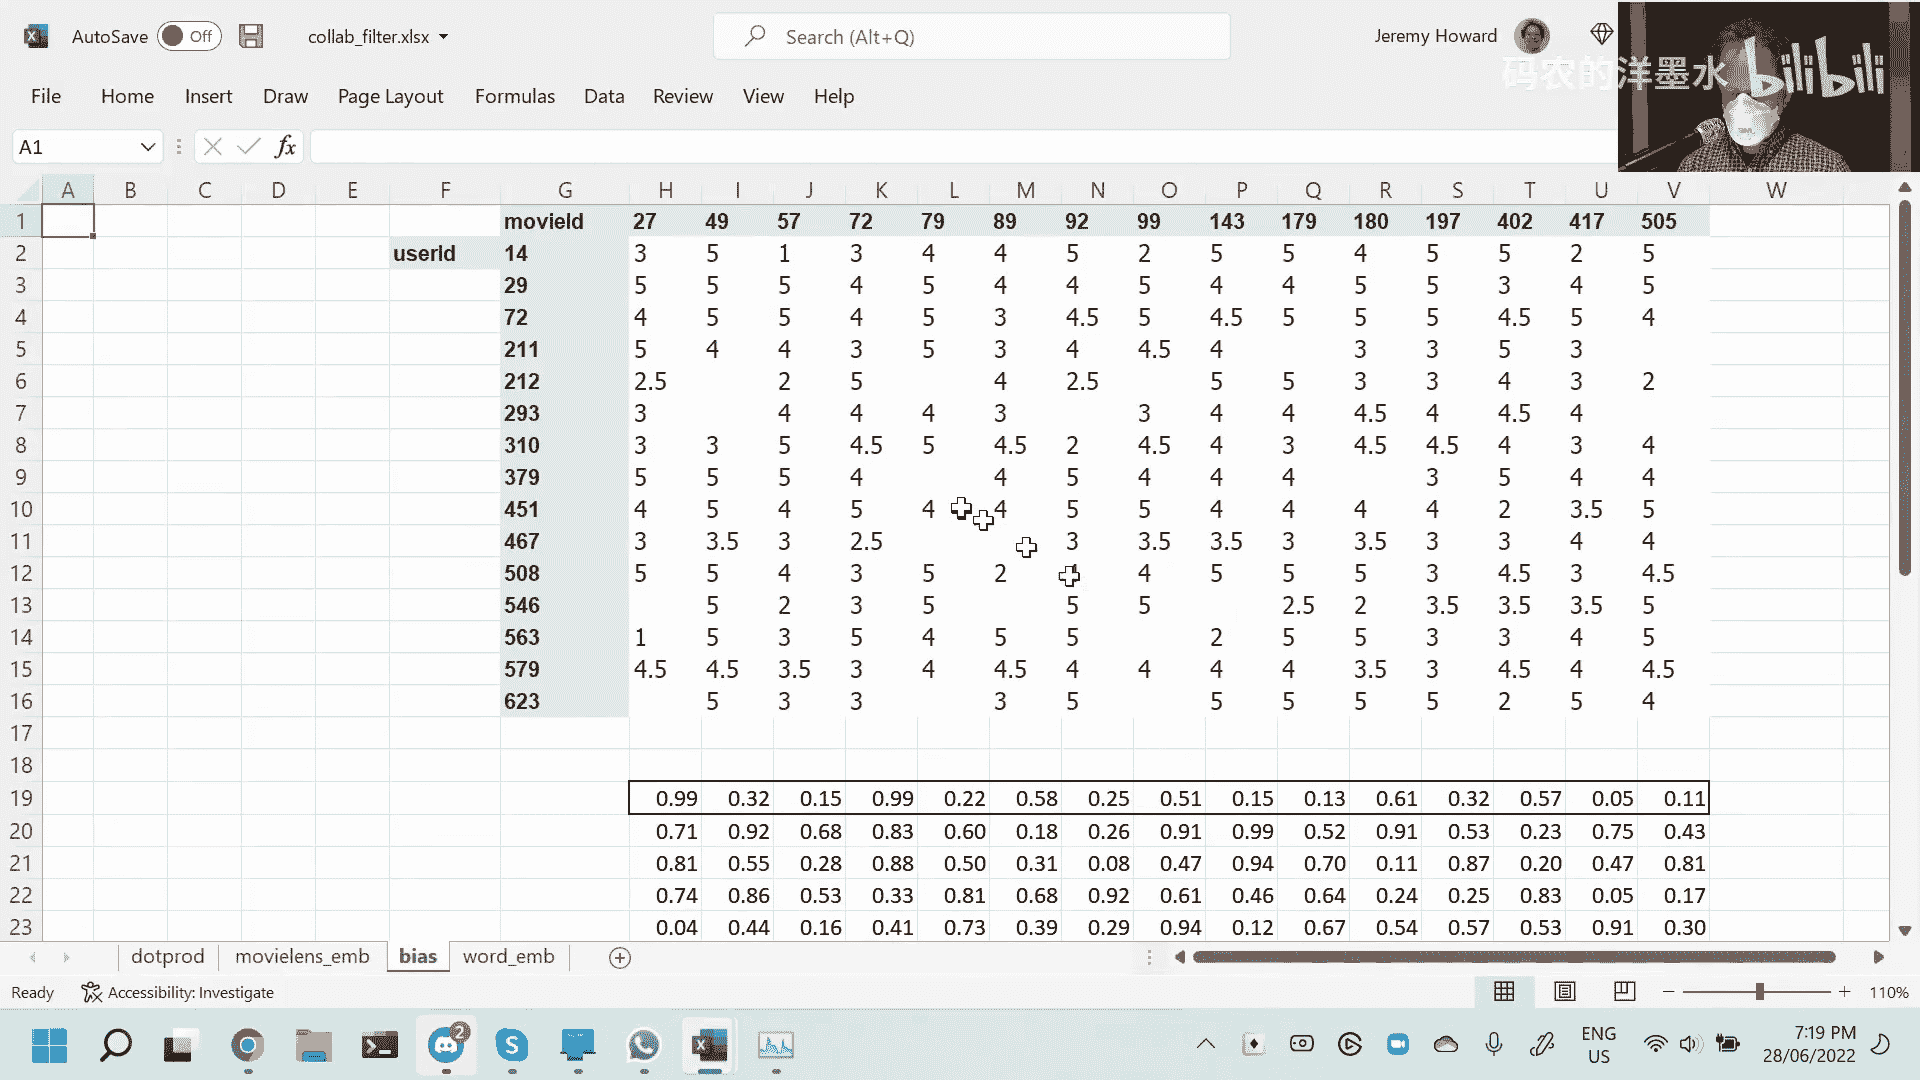 AutoSave Off collab_filter.xlsx Search (Alt+Q) Jeremy Howard
码农的洋墨水 bilibili
File Home Insert Draw Page Layout Formulas Data Review View Help
A1 fx
A B C D E F G H I J K L M N O P Q R S T U V W
1 movieId 27 49 57 72 79 89 92 99 143 179 180 197 402 417 505
2 userId 14 3 5 1 3 4 4 5 2 5 5 4 5 5 2 5
3 29 5 5 5 4 5 4 4 5 4 4 5 5 3 4 5
4 72 4 5 5 4 5 3 4.5 5 4.5 5 5 5 4.5 5 4
5 211 5 4 4 3 5 3 4 4.5 4 3 3 5 3
6 212 2.5 2 5 4 2.5 5 5 3 3 4 3 2
7 293 3 4 4 4 3 3 4 4 4.5 4 4.5 4
8 310 3 3 5 4.5 5 4.5 2 4.5 4 3 4.5 4.5 4 3 4
9 379 5 5 5 4 4 5 4 4 4 3 5 4 4
10 451 4 5 4 5 4 4 5 5 4 4 4 4 2 3.5 5
11 467 3 3.5 3 2.5 3 3.5 3.5 3 3.5 3 3 4 4
12 508 5 5 4 3 5 2 4 5 5 5 3 4.5 3 4.5
13 546 5 2 3 5 5 5 2.5 2 3.5 3.5 3.5 5
14 563 1 5 3 5 4 5 5 2 5 5 3 3 4 5
15 579 4.5 4.5 3.5 3 4 4.5 4 4 4 4 3.5 3 4.5 4 4.5
16 623 5 3 3 3 5 5 5 5 5 2 5 4
17
18
19 0.99 0.32 0.15 0.99 0.22 0.58 0.25 0.51 0.15 0.13 0.61 0.32 0.57 0.05 0.11
20 0.71 0.92 0.68 0.83 0.60 0.18 0.26 0.91 0.99 0.52 0.91 0.53 0.23 0.75 0.43
21 0.81 0.55 0.28 0.88 0.50 0.31 0.08 0.47 0.94 0.70 0.11 0.87 0.20 0.47 0.81
22 0.74 0.86 0.53 0.33 0.81 0.68 0.92 0.61 0.46 0.64 0.24 0.25 0.83 0.05 0.17
23 0.04 0.44 0.16 0.41 0.73 0.39 0.29 0.94 0.12 0.67 0.54 0.57 0.53 0.91 0.30
dotprod movielens_emb bias word_emb
Ready Accessibility: Investigate 110%
2 ENG 7:19 PM
US 28/06/2022